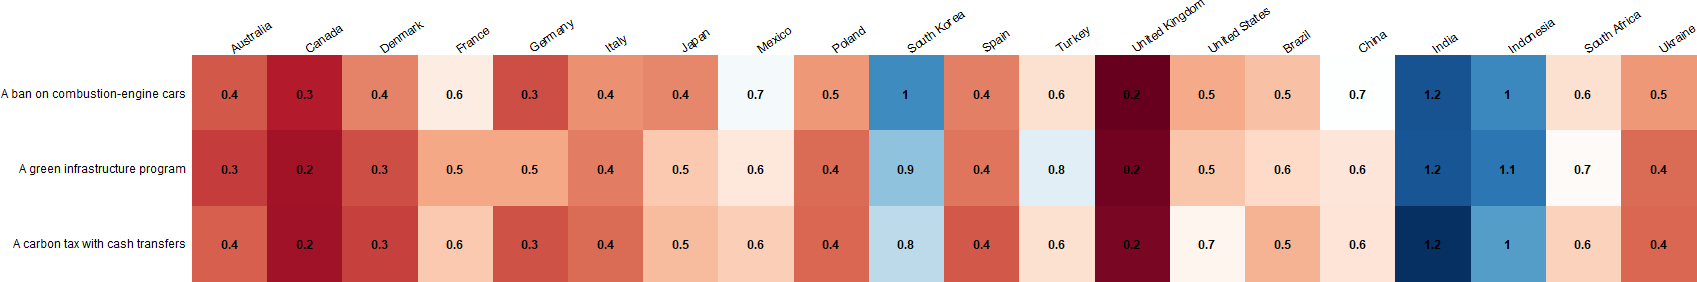 Australia Canada Denmark France Germany Italy Japan Mexico Poland South Korea Spain Turkey United Kingdom United States Brazil China India Indonesia South Africa Ukraine
A ban on combustion-engine cars 0.4 0.3 0.4 0.6 0.3 0.4 0.4 0.7 0.5 1 0.4 0.6 0.2 0.5 0.5 0.7 1.2 1 0.6 0.5
A green infrastructure program 0.3 0.2 0.3 0.5 0.5 0.4 0.5 0.6 0.4 0.9 0.4 0.8 0.2 0.5 0.6 0.6 1.2 1.1 0.7 0.4
A carbon tax with cash transfers 0.4 0.2 0.3 0.6 0.3 0.4 0.5 0.6 0.4 0.8 0.4 0.6 0.2 0.7 0.5 0.6 1.2 1 0.6 0.4